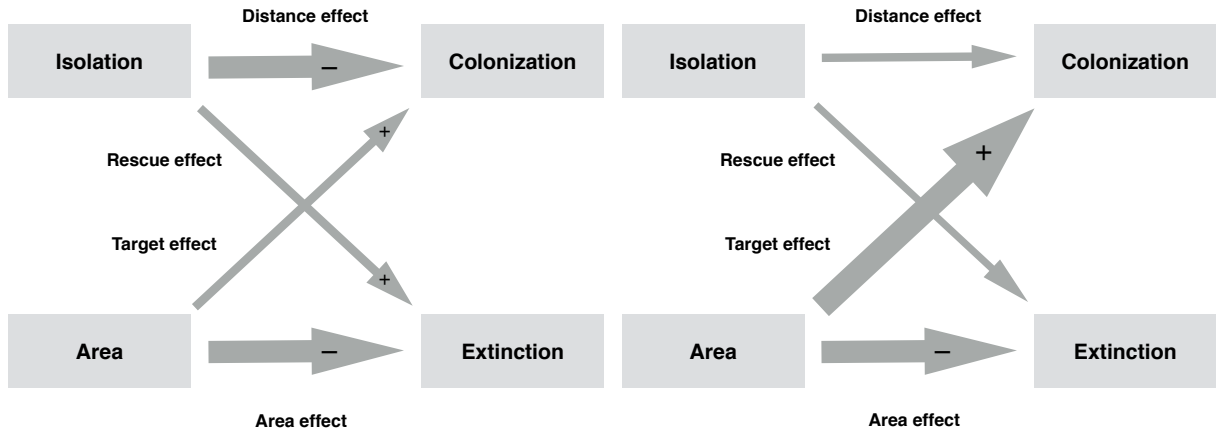 Distance effect
Isolation
−
Colonization
+
Rescue effect
Target effect
+
Area
−
Extinction
Area effect
Distance effect
Isolation
Colonization
+
Rescue effect
Target effect
Area
−
Extinction
Area effect